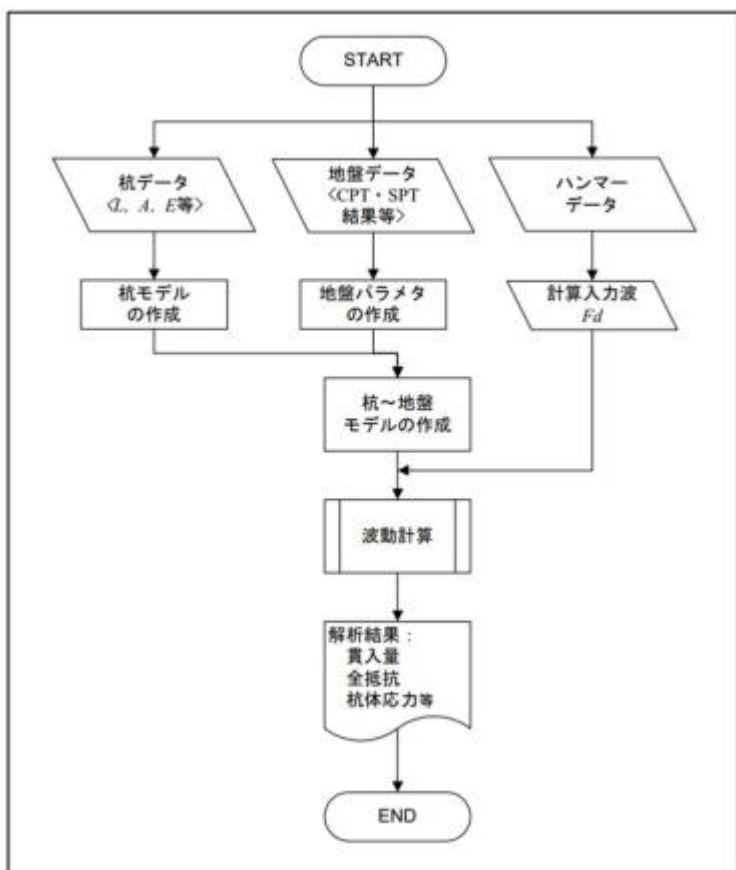 START
杭データ
〈L, A, E等〉
地盤データ
〈CPT・SPT
結果等〉
ハンマー
データ
杭モデル
の作成
地盤パラメタ
の作成
計算入力波
Fd
杭～地盤
モデルの作成
波動計算
解析結果：
貫入量
全抵抗
杭体応力等
END